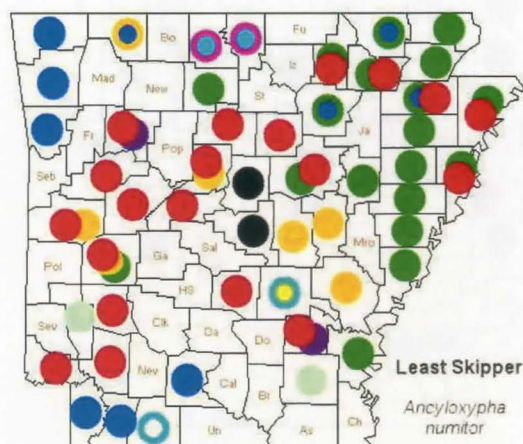 Bo
Fu
Mad
New
Iz
St
Fr
Pop
Ja
Seb
Sal
Mro
Pol
Ga
HS
Sev
Clk
Da
Do
Nev
Cal
Br
Un
As
Ch
Least Skipper
Ancyloxypha
numitor